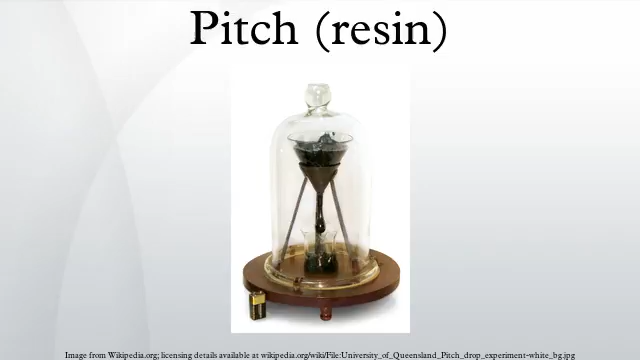 Pitch (resin)
Image from Wikipedia.org; licensing details available at wikipedia.org/wiki/File:University_of_Queensland_Pitch_drop_experiment-white_bg.jpg